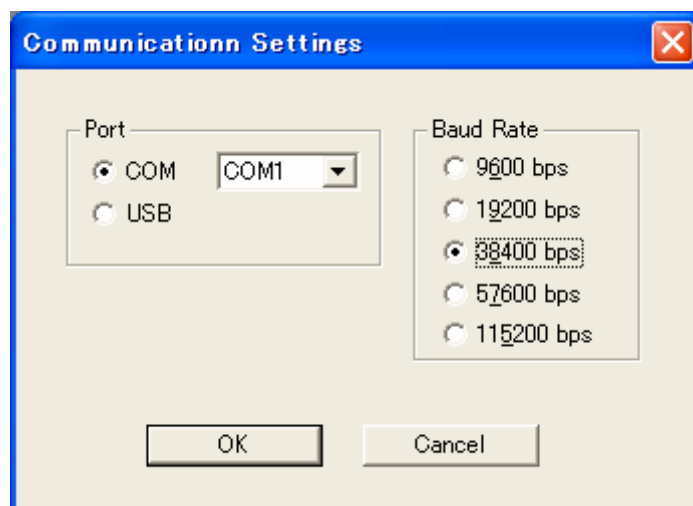 Communicationn Settings
Port
COM COM1
USB
Baud Rate
9600 bps
19200 bps
38400 bps
57600 bps
115200 bps
OK Cancel